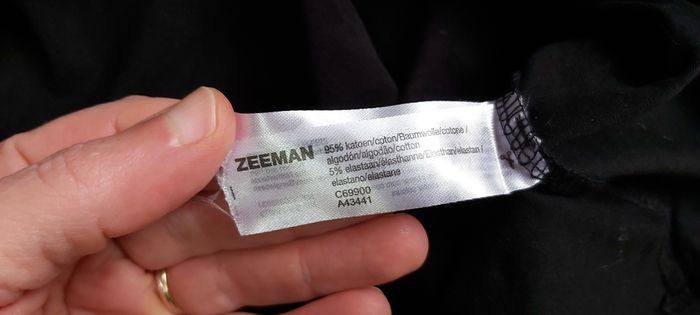 ZEEMAN
95% katoen/coton/Baumwolle/cotone/
algodón/algodão/cotton
5% elastaan/élasthanne/Elasthan/elastan/
elastano/elastane
C69900
A43441